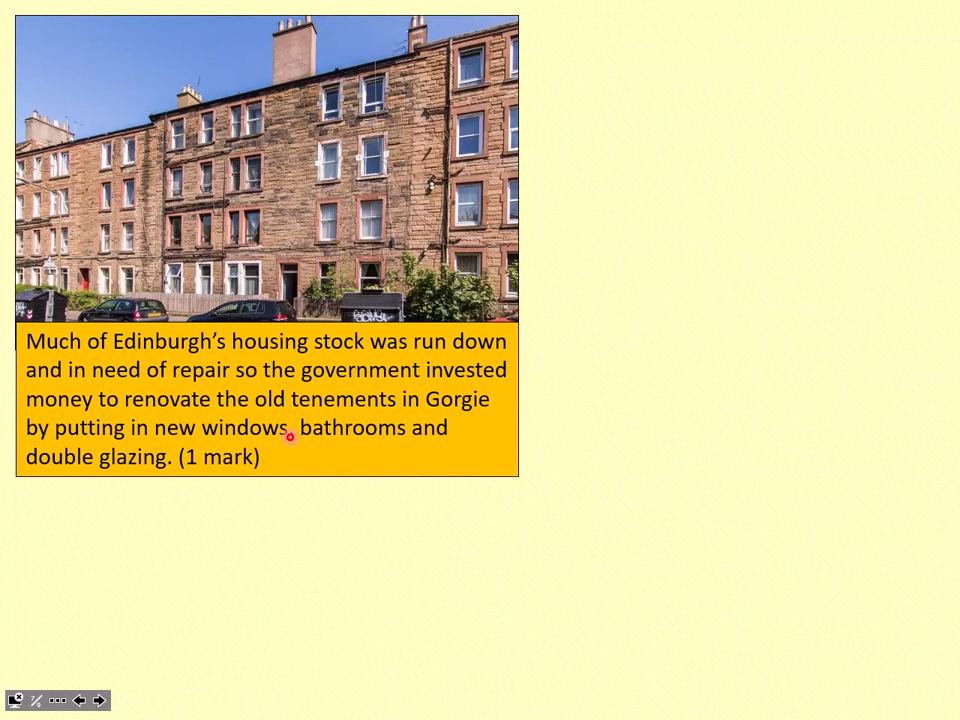 Much of Edinburgh’s housing stock was run down
and in need of repair so the government invested
money to renovate the old tenements in Gorgie
by putting in new windows, bathrooms and
double glazing. (1 mark)